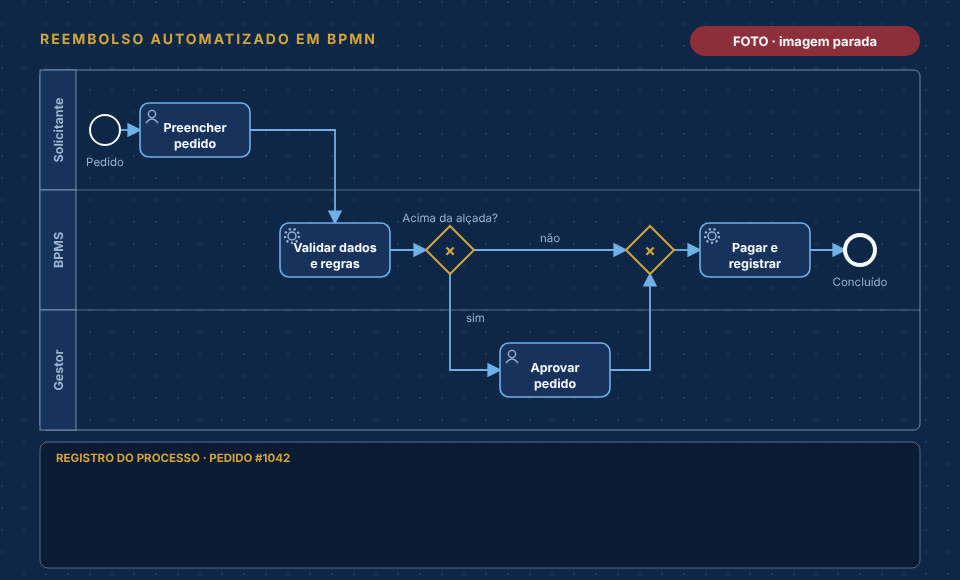 REEMBOLSO AUTOMATIZADO EM BPMN
FOTO · imagem parada
Solicitante
Pedido
Preencher
pedido
BPMS
Validar dados
e regras
Acima da alçada?
não
sim
Pagar e
registrar
Concluído
Gestor
Aprovar
pedido
REGISTRO DO PROCESSO · PEDIDO #1042